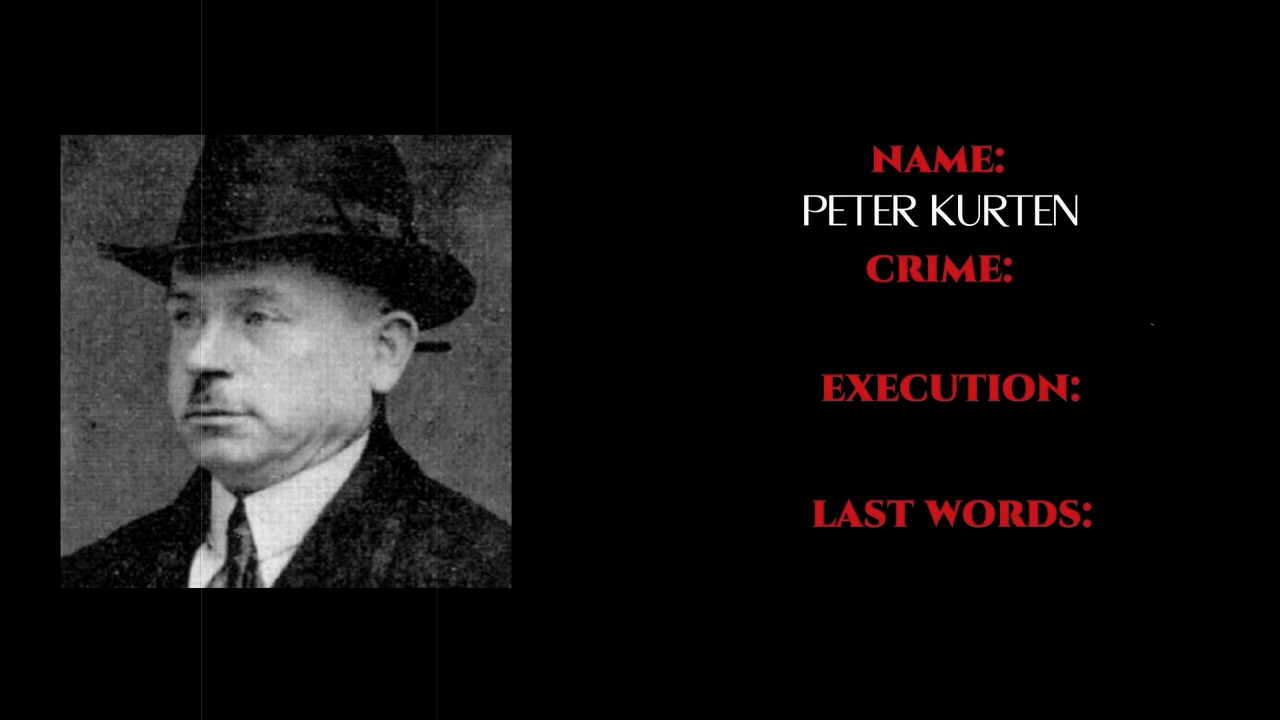 NAME:
PETER KURTEN
CRIME:
EXECUTION:
LAST WORDS: